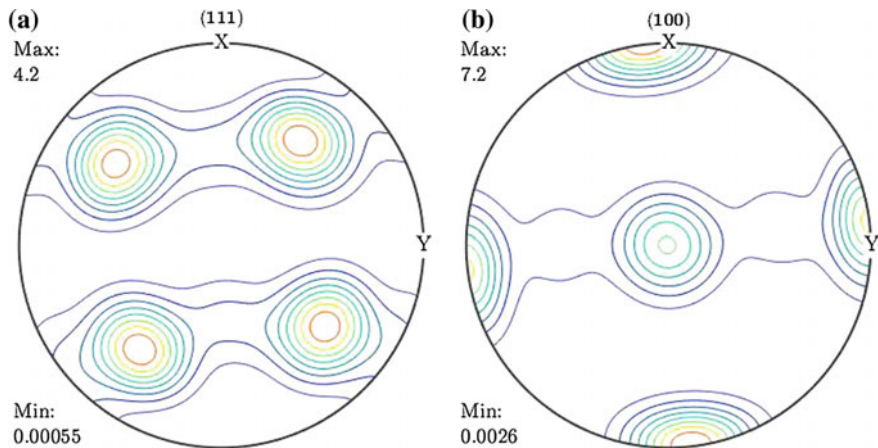 (a)
(111)
X
Max:
4.2
Y
Min:
0.00055
(b)
(100)
X
Max:
7.2
Y
Min:
0.0026